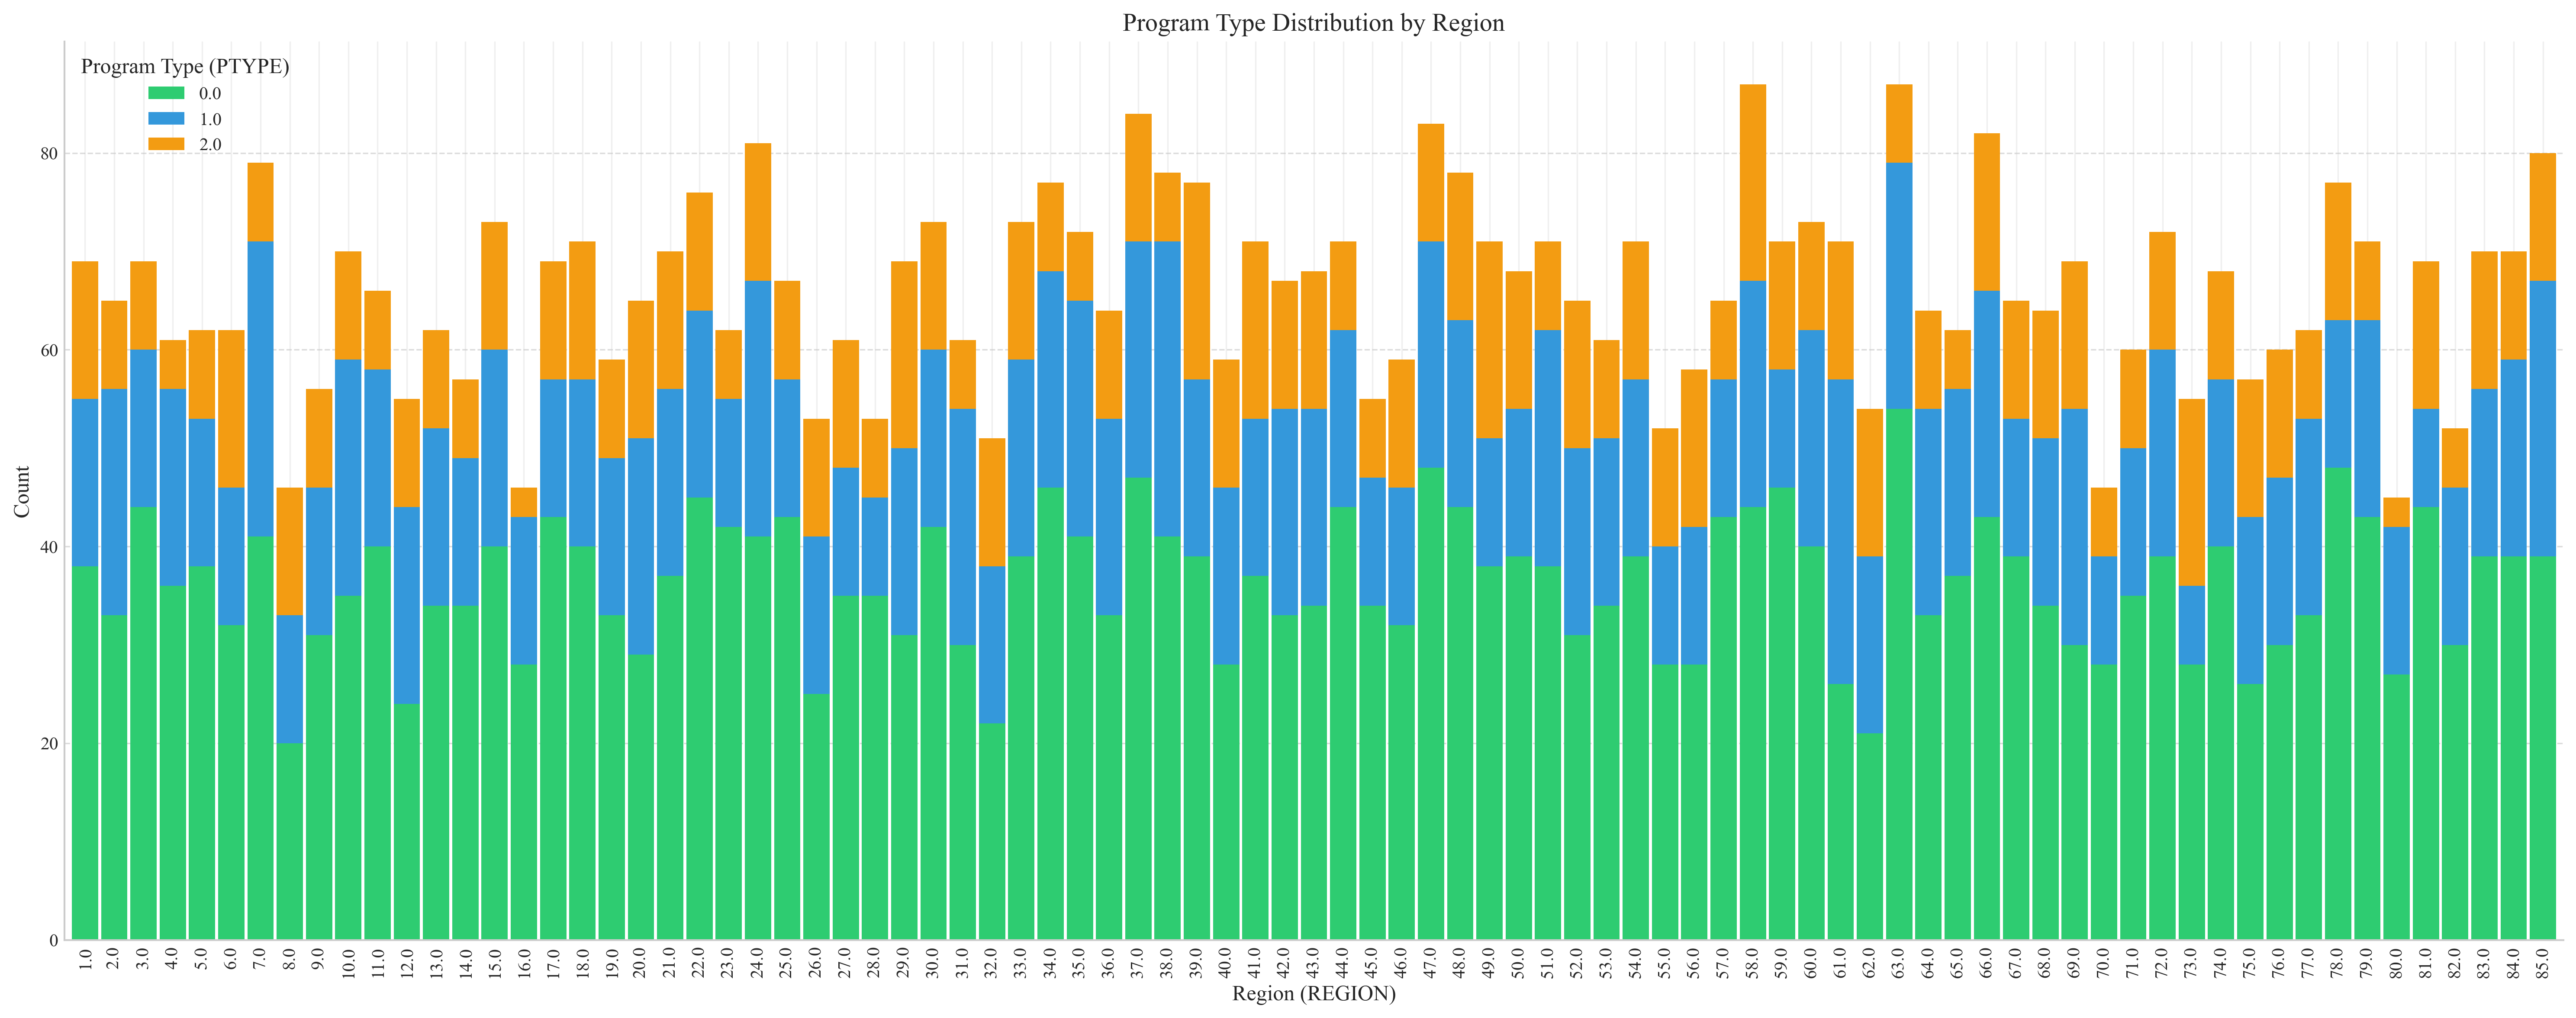 Program Type Distribution by Region
Program Type (PTYPE)
0.0
1.0
2.0
Count
80
60
40
20
0
1.0 2.0 3.0 4.0 5.0 6.0 7.0 8.0 9.0 10.0 11.0 12.0 13.0 14.0 15.0 16.0 17.0 18.0 19.0 20.0 21.0 22.0 23.0 24.0 25.0 26.0 27.0 28.0 29.0 30.0 31.0 32.0 33.0 34.0 35.0 36.0 37.0 38.0 39.0 40.0 41.0 42.0 43.0 44.0 45.0 46.0 47.0 48.0 49.0 50.0 51.0 52.0 53.0 54.0 55.0 56.0 57.0 58.0 59.0 60.0 61.0 62.0 63.0 64.0 65.0 66.0 67.0 68.0 69.0 70.0 71.0 72.0 73.0 74.0 75.0 76.0 77.0 78.0 79.0 80.0 81.0 82.0 83.0 84.0 85.0
Region (REGION)